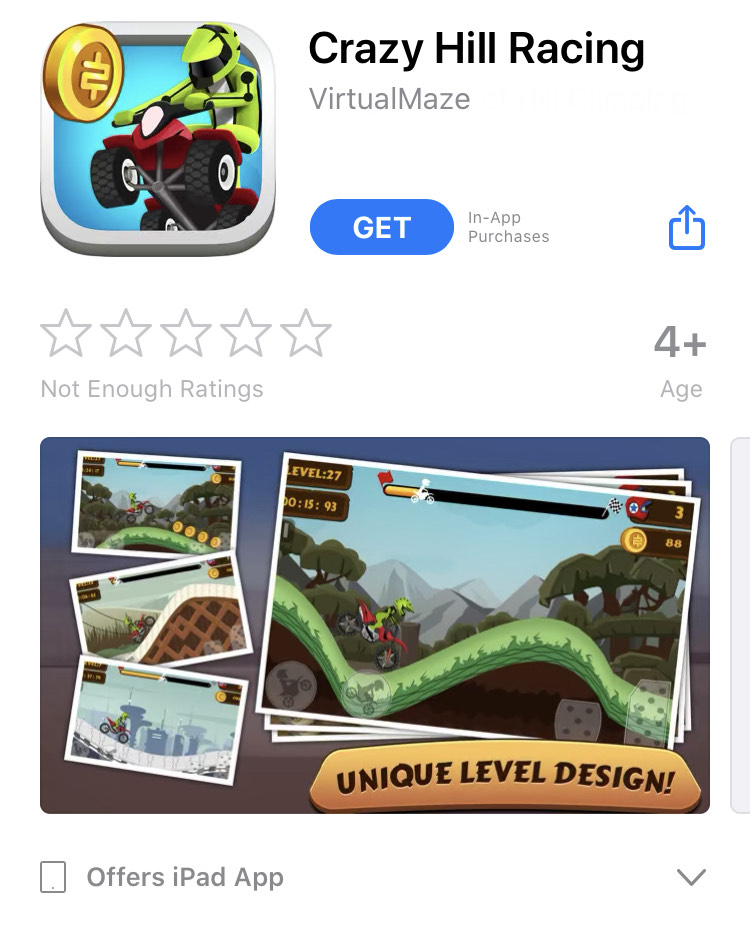 Crazy Hill Racing
VirtualMaze
GET
In-App
Purchases
Not Enough Ratings
4+
Age
LEVEL:27
00:15:93
3
88
UNIQUE LEVEL DESIGN!
Offers iPad App